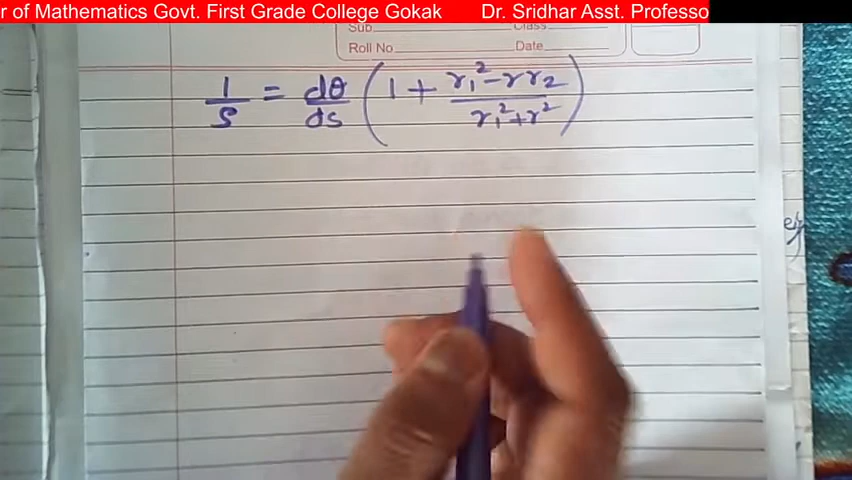 r of Mathematics Govt. First Grade College Gokak Dr. Sridhar Asst. Professo
Sub Class
Roll No Date
1/ρ = dθ/ds (1 + (r₁² - r r₂)/(r₁² + r²))